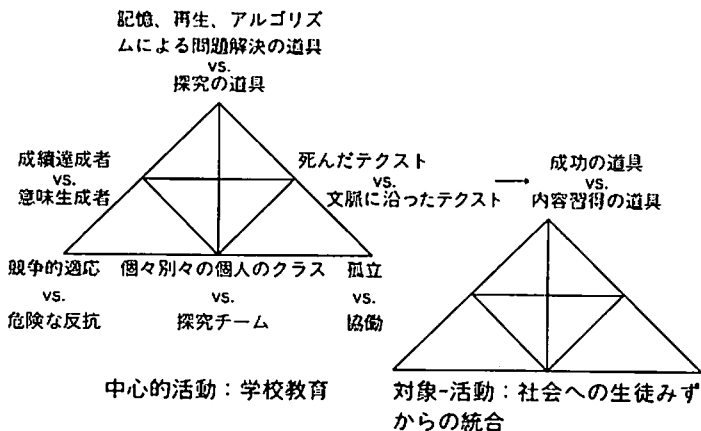 記憶、再生、アルゴリズ
ムによる問題解決の道具
vs.
探究の道具
成績達成者
vs.
意味生成者
死んだテクスト
vs.
文脈に沿ったテクスト
成功の道具
vs.
内容習得の道具
競争的適応
vs.
危険な反抗
個々別々の個人のクラス
vs.
探究チーム
孤立
vs.
協働
中心的活動：学校教育
対象-活動：社会への生徒みず
からの統合